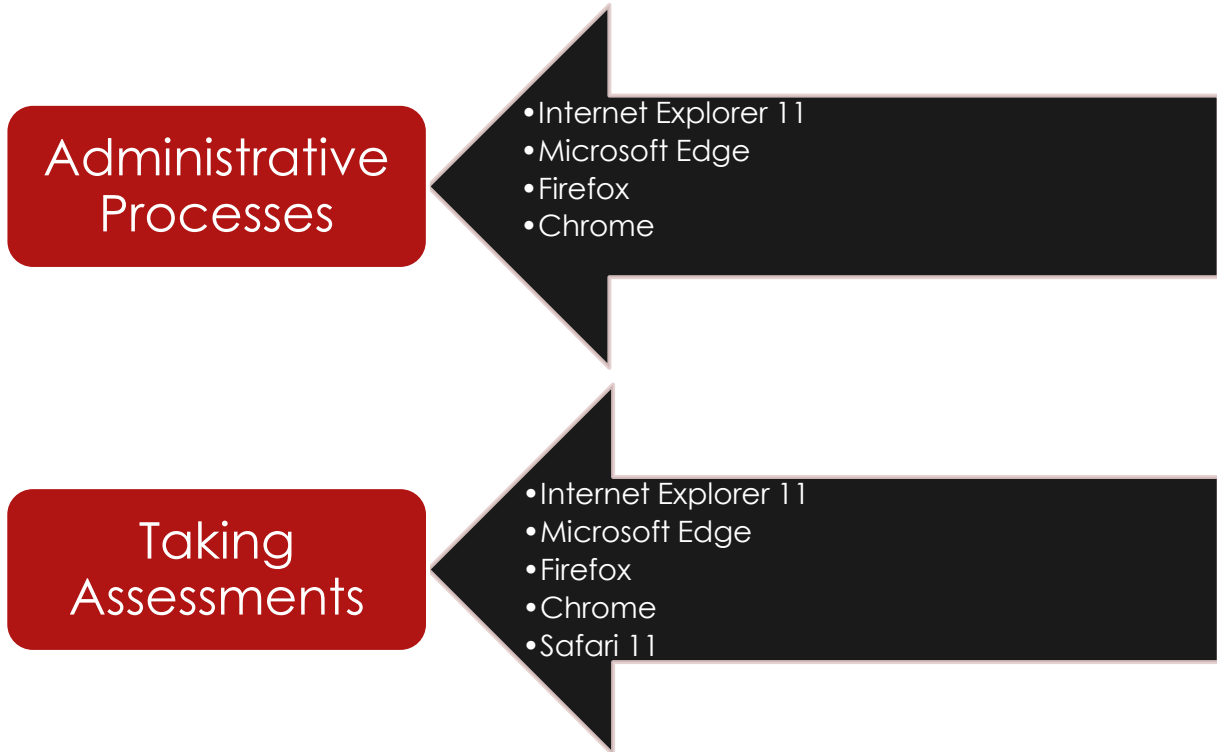 Administrative
Processes
•Internet Explorer 11
•Microsoft Edge
•Firefox
•Chrome
Taking
Assessments
•Internet Explorer 11
•Microsoft Edge
•Firefox
•Chrome
•Safari 11